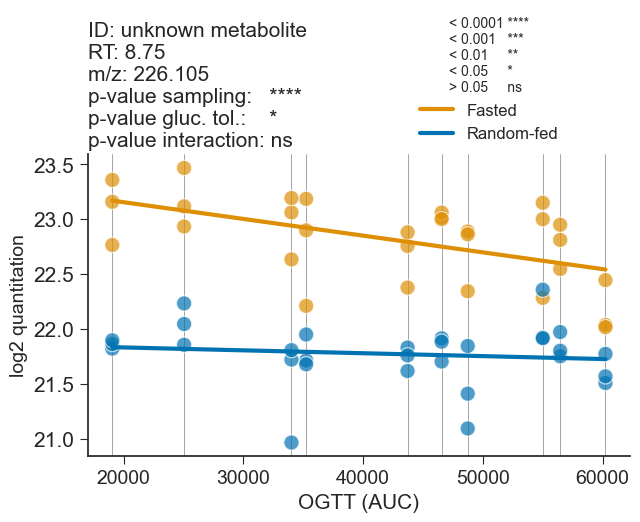 ID: unknown metabolite
RT: 8.75
m/z: 226.105
p-value sampling: ****
p-value gluc. tol.: *
p-value interaction: ns
< 0.0001 ****
< 0.001 ***
< 0.01 **
< 0.05 *
> 0.05 ns
Fasted
Random-fed
23.5
23.0
22.5
22.0
21.5
21.0
log2 quantitation
20000 30000 40000 50000 60000
OGTT (AUC)